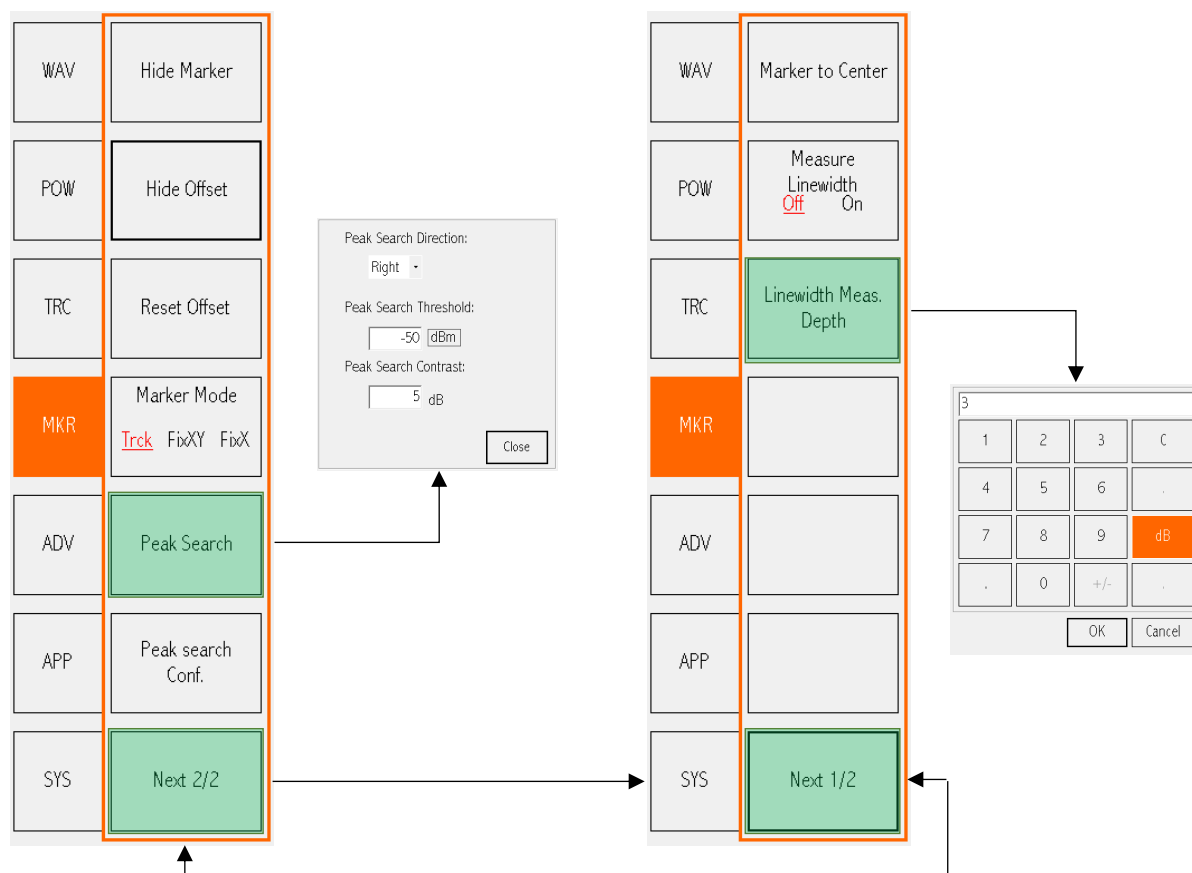 WAV
Hide Marker
POW
Hide Offset
TRC
Reset Offset
MKR
Marker Mode
Trck FixXY FixX
ADV
Peak Search
APP
Peak search
Conf.
SYS
Next 2/2
Peak Search Direction:
Right
Peak Search Threshold:
-50 dBm
Peak Search Contrast:
5 dB
Close
WAV
Marker to Center
POW
Measure
Linewidth
Off On
TRC
Linewidth Meas.
Depth
MKR
ADV
APP
SYS
Next 1/2
3
1 2 3 C
4 5 6 .
7 8 9 dB
. 0 +/- .
OK Cancel